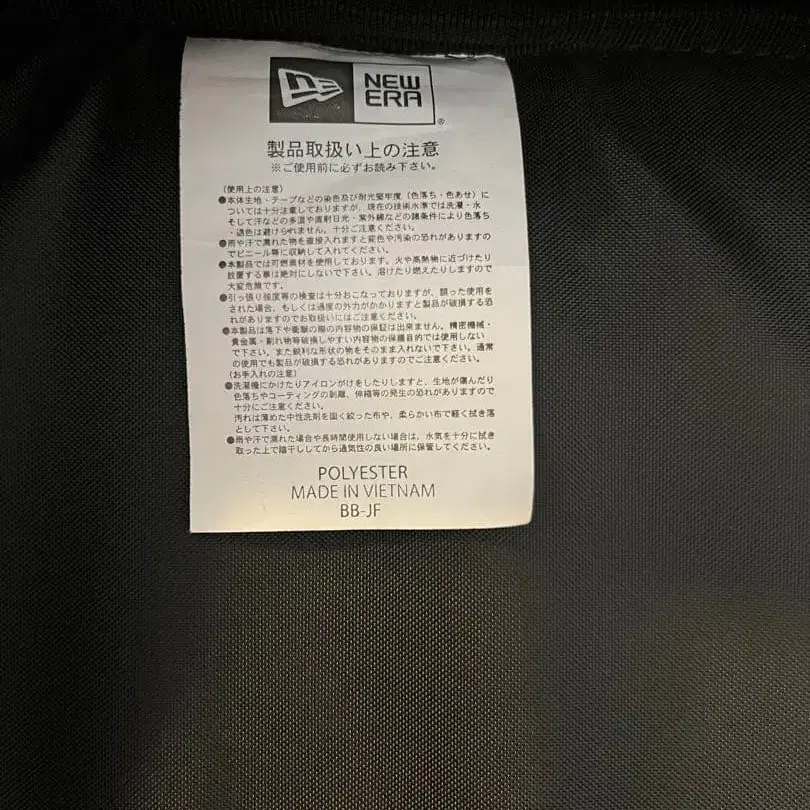 NEW
ERA
®
製品取扱い上の注意
※ご使用前に必ずお読み下さい。
(使用上の注意)
●本体生地・テープなどの染色及び耐光堅牢度(色落ち・色あせ)に
ついては十分注意しておりますが、現在の技術水準では洗濯・水
そして汗などの多湿や直射日光・紫外線などの諸条件により色落ち
・退色は避けられません。十分ご注意ください。
●雨や汗で濡れた物を直接入れますと変色や汚染の恐れがあります
のでビニール等に収納して入れてください。
●本製品では可燃素材を使用しております。火や高熱物に近づけたり
放置する事は絶対にしないで下さい。溶けたり燃えたりしますので
大変危険です。
●引っ張り強度等の検査は十分おこなっておりますが、誤った使用を
された場合、もしくは過度の外力がかかりますと製品が破損する恐
れがありますのでお取扱いにはご注意ください。
●本製品は落下や衝撃の際の内容物の保証は出来ません。精密機械・
貴金属・割れ物等破損しやすい内容物の保護目的では使用しない
で下さい。また鋭利な形状の物をそのまま入れないで下さい。通常
の使用でも製品が破損する恐れがありますのでご注意ください。
(お手入れの注意)
●洗濯機にかけたりアイロンがけをしたりしますと、生地が傷んだり
色落ちやコーティングの剥離、伸縮等の発生の恐れがありますので
十分にご注意ください。
汚れは薄めた中性洗剤を固く絞った布や、柔らかい布で軽く拭き落
として下さい。
●雨や汗で濡れた場合や長時間使用しない場合は、水気を十分に拭き
取った上で陰干ししてから通気性の良い場所に保管してください。
POLYESTER
MADE IN VIETNAM
BB-JF